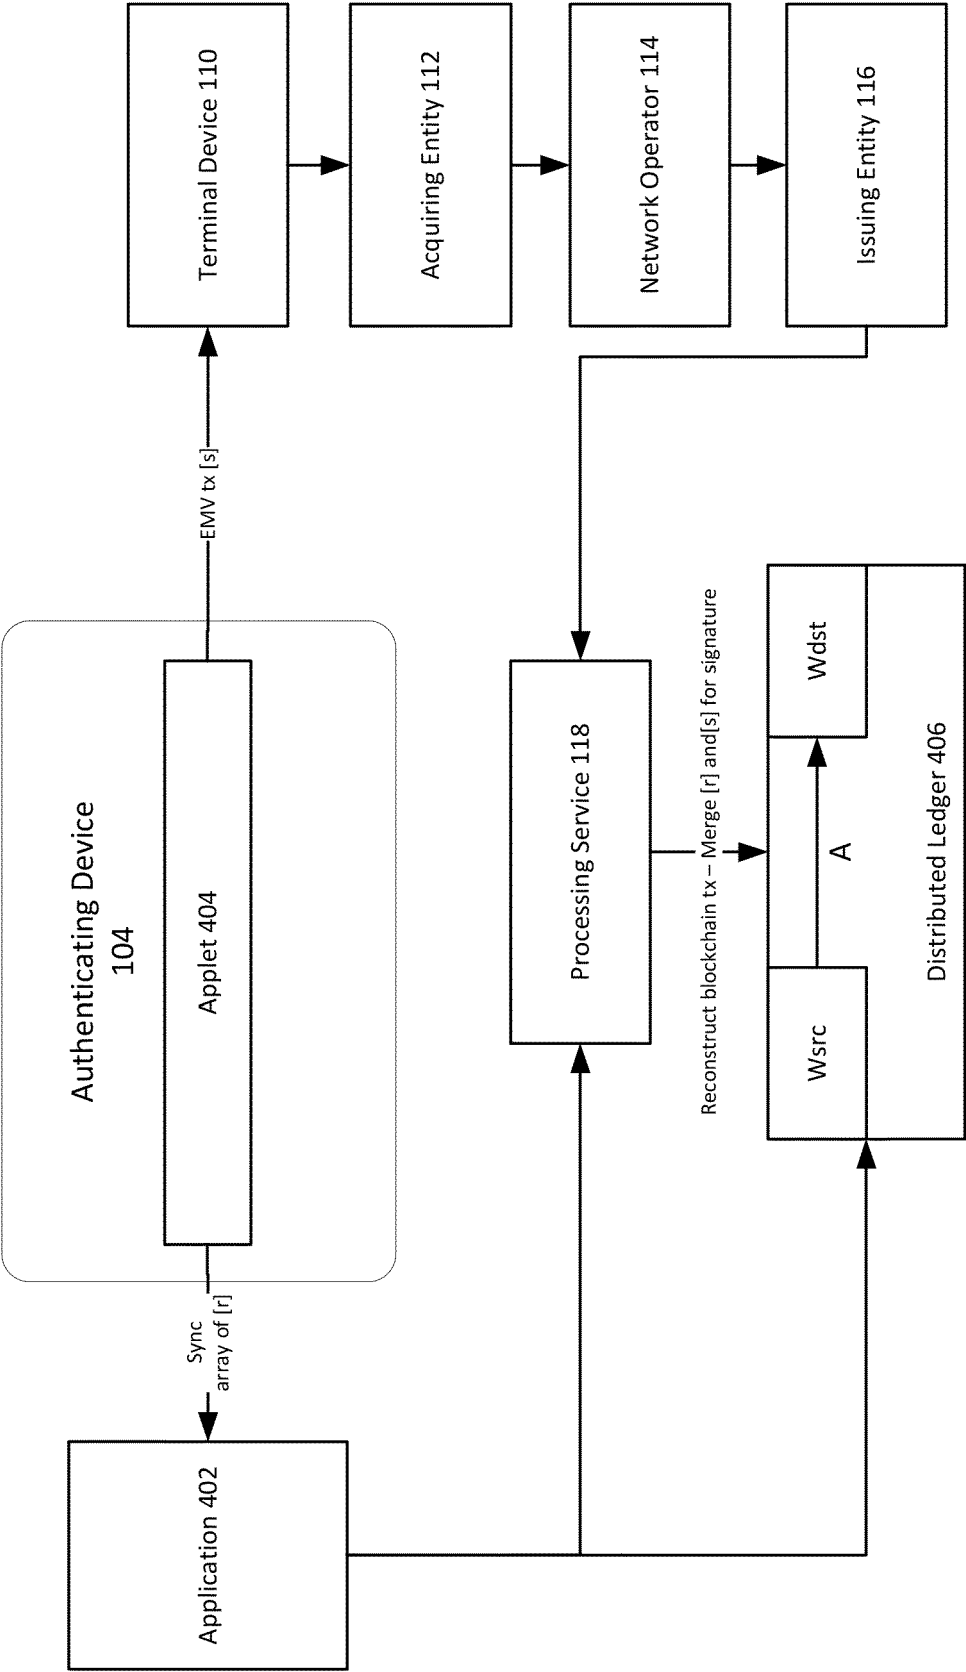 Authenticating Device
104
Applet 404
Application 402
Sync
array of [r]
EMV tx [s]
Terminal Device 110
Acquiring Entity 112
Network Operator 114
Issuing Entity 116
Processing Service 118
Reconstruct blockchain tx – Merge [r] and[s] for signature
Wsrc
A
Wdst
Distributed Ledger 406